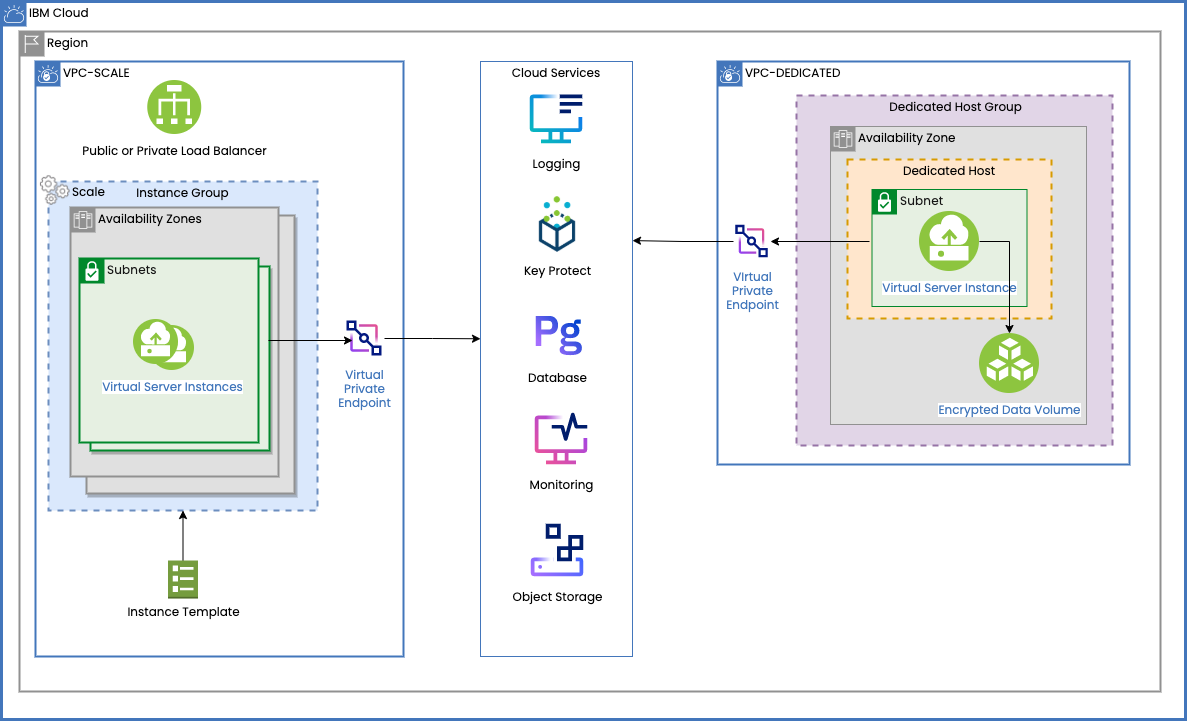 IBM Cloud
Region
VPC-SCALE
Public or Private Load Balancer
Scale
Instance Group
Availability Zones
Subnets
Virtual Server Instances
Virtual
Private
Endpoint
Instance Template
Cloud Services
Logging
Key Protect
Pg
Database
Monitoring
Object Storage
VPC-DEDICATED
Dedicated Host Group
Availability Zone
Dedicated Host
Subnet
Virtual Server Instance
VIrtual
Private
Endpoint
Encrypted Data Volume